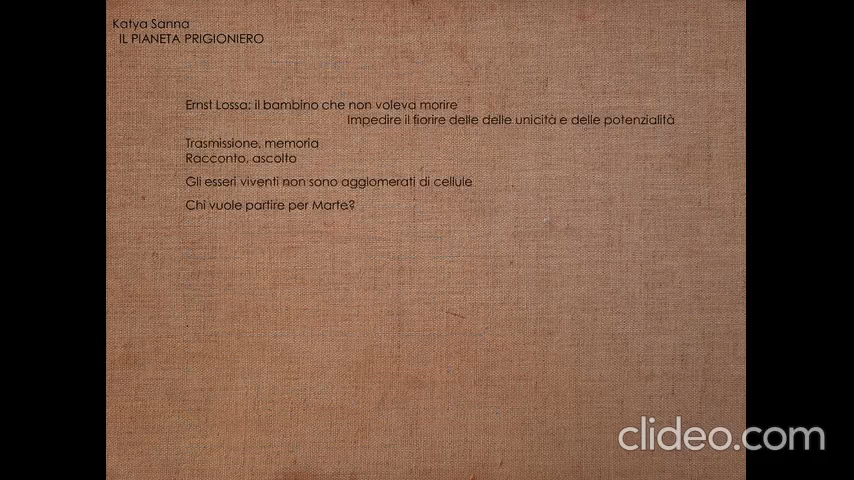 Katya Sanna
IL PIANETA PRIGIONIERO
Ernst Lossa: il bambino che non voleva morire
Impedire il fiorire delle delle unicità e delle potenzialità
Trasmissione, memoria
Racconto, ascolto
Gli esseri viventi non sono agglomerati di cellule
Chi vuole partire per Marte?
clideo.com